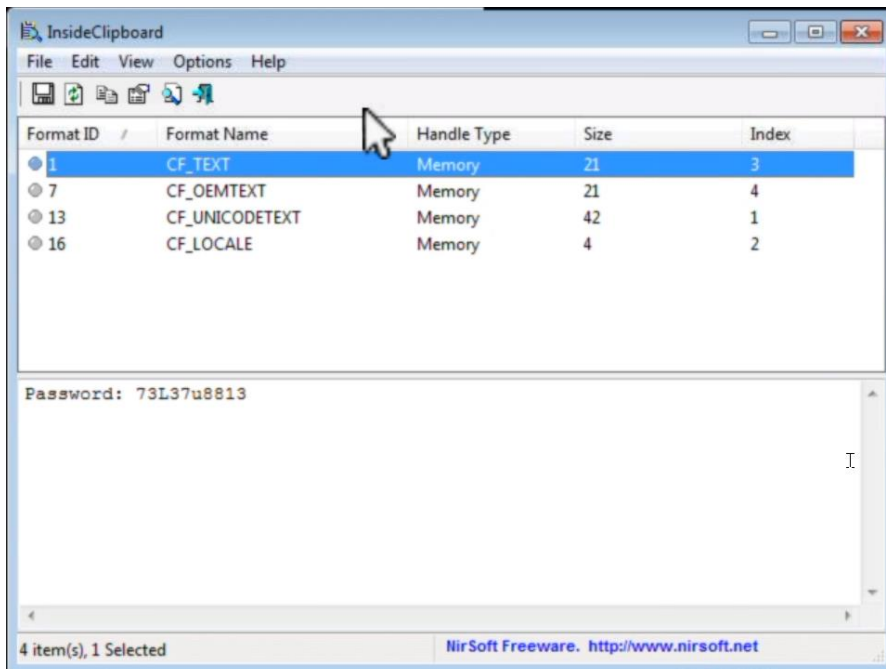 InsideClipboard
File Edit View Options Help
Format ID / Format Name Handle Type Size Index
1 CF_TEXT Memory 21 3
7 CF_OEMTEXT Memory 21 4
13 CF_UNICODETEXT Memory 42 1
16 CF_LOCALE Memory 4 2
Password: 73L37u8813
4 item(s), 1 Selected NirSoft Freeware. http://www.nirsoft.net